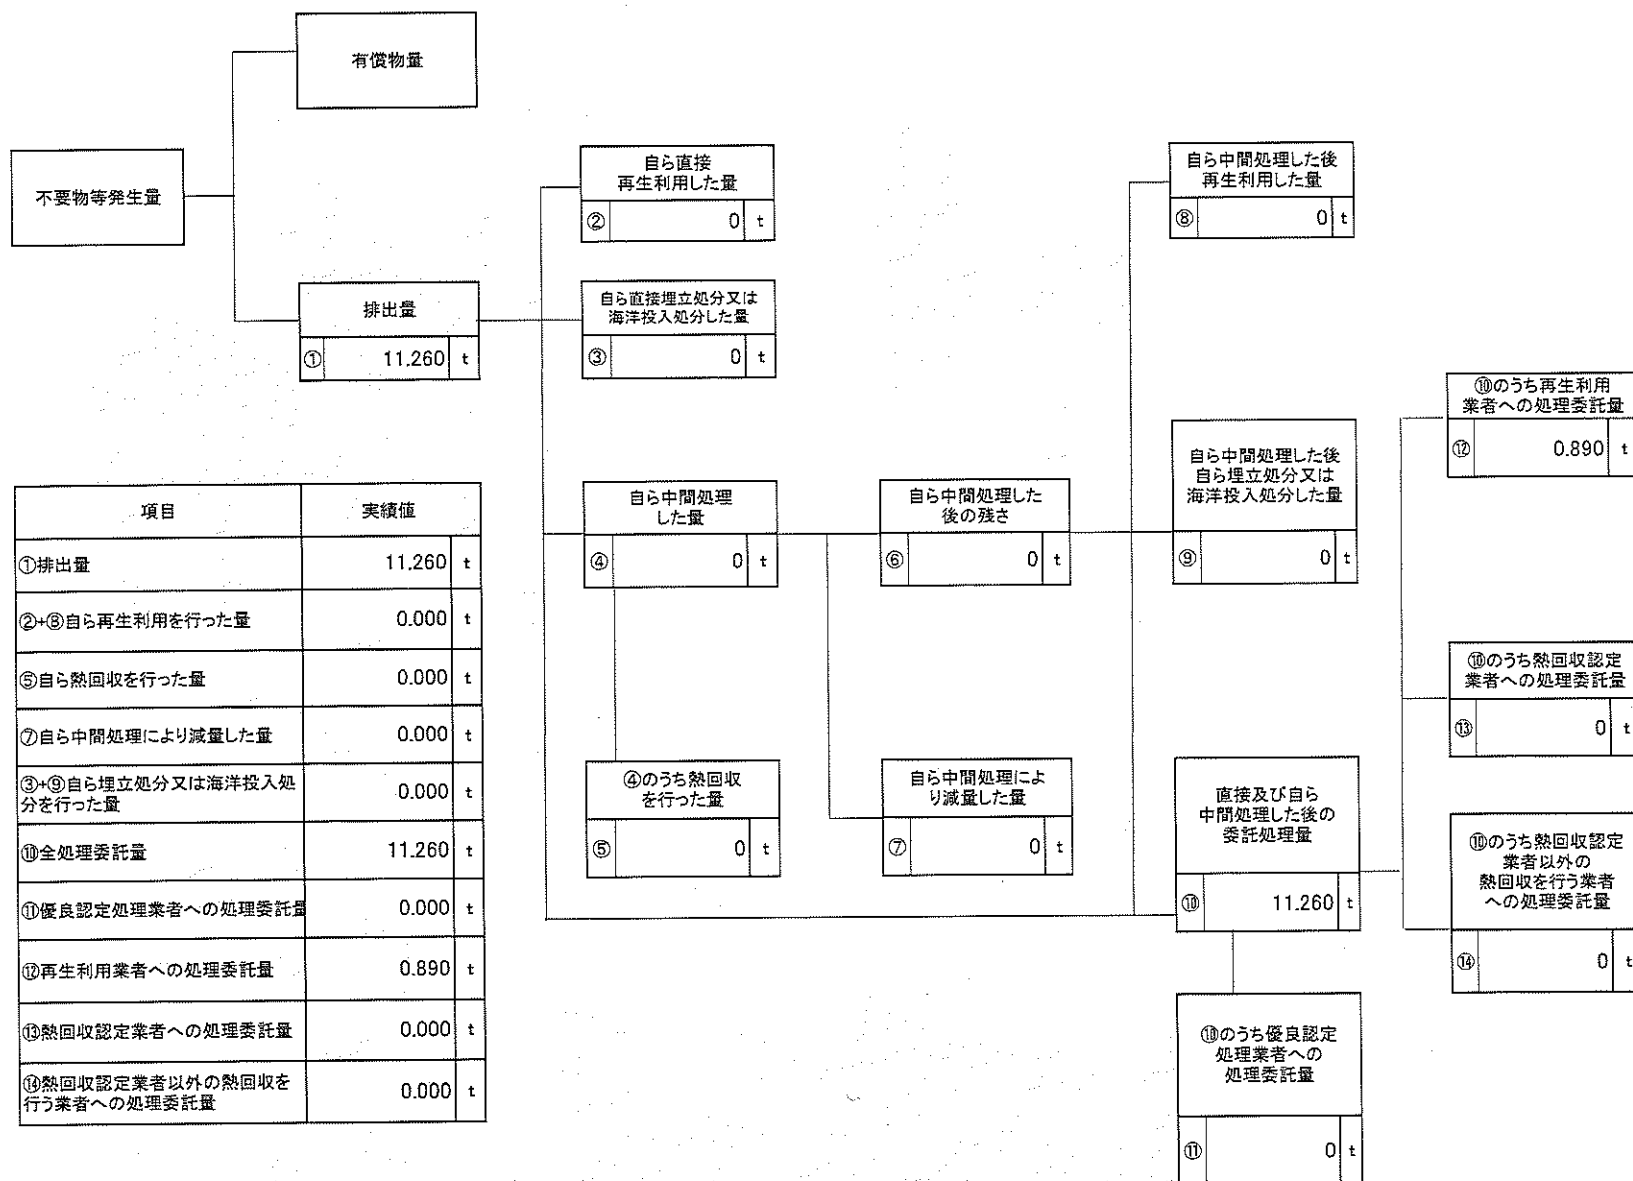 有償物量
不要物等発生量
排出量
① 11.260 t
自ら直接
再生利用した量
② 0 t
自ら直接埋立処分又は
海洋投入処分した量
③ 0 t
自ら中間処理
した量
④ 0 t
④のうち熱回収
を行った量
⑤ 0 t
自ら中間処理した
後の残さ
⑥ 0 t
自ら中間処理によ
り減量した量
⑦ 0 t
自ら中間処理した後
再生利用した量
⑧ 0 t
自ら中間処理した後
自ら埋立処分又は
海洋投入処分した量
⑨ 0 t
直接及び自ら
中間処理した後の
委託処理量
⑩ 11.260 t
⑩のうち優良認定
処理業者への
処理委託量
⑪ 0 t
⑩のうち再生利用
業者への処理委託量
⑫ 0.890 t
⑩のうち熱回収認定
業者への処理委託量
⑬ 0 t
⑩のうち熱回収認定
業者以外の
熱回収を行う業者
への処理委託量
⑭ 0 t
項目 実績値
①排出量 11.260 t
②+⑧自ら再生利用を行った量 0.000 t
⑤自ら熱回収を行った量 0.000 t
⑦自ら中間処理により減量した量 0.000 t
③+⑨自ら埋立処分又は海洋投入処
分を行った量 0.000 t
⑩全処理委託量 11.260 t
⑪優良認定処理業者への処理委託量 0.000 t
⑫再生利用業者への処理委託量 0.890 t
⑬熱回収認定業者への処理委託量 0.000 t
⑭熱回収認定業者以外の熱回収を
行う業者への処理委託量 0.000 t